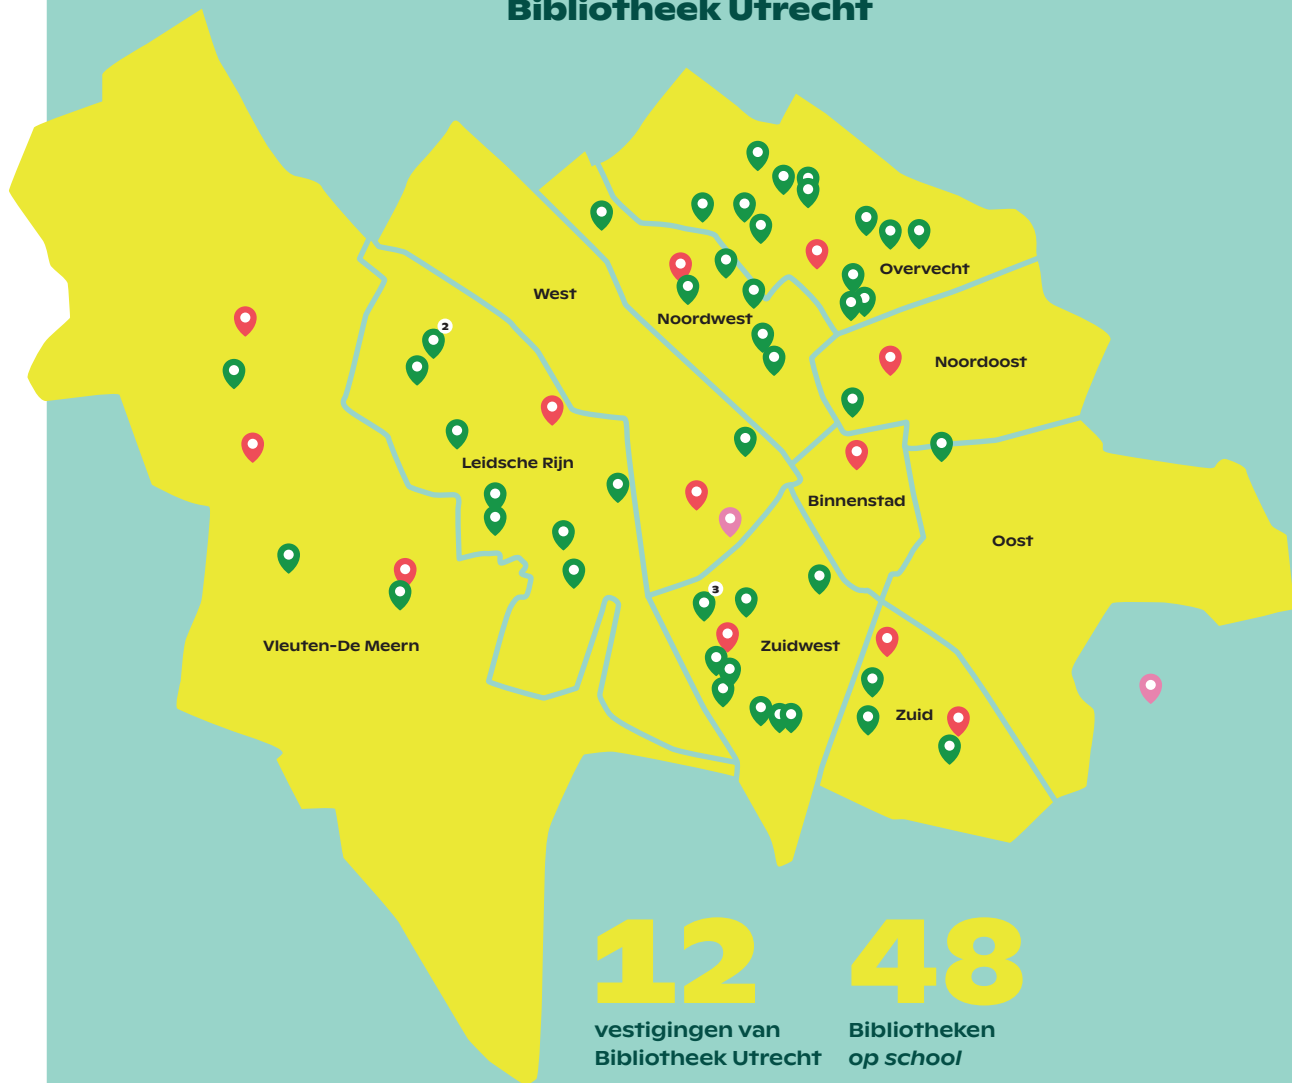 Bibliotheek Utrecht
Overvecht
West
Noordwest
2
Noordoost
Leidsche Rijn
Binnenstad
Oost
3
Vleuten-De Meern
Zuidwest
Zuid
12
vestigingen van
Bibliotheek Utrecht
48
Bibliotheken
op school